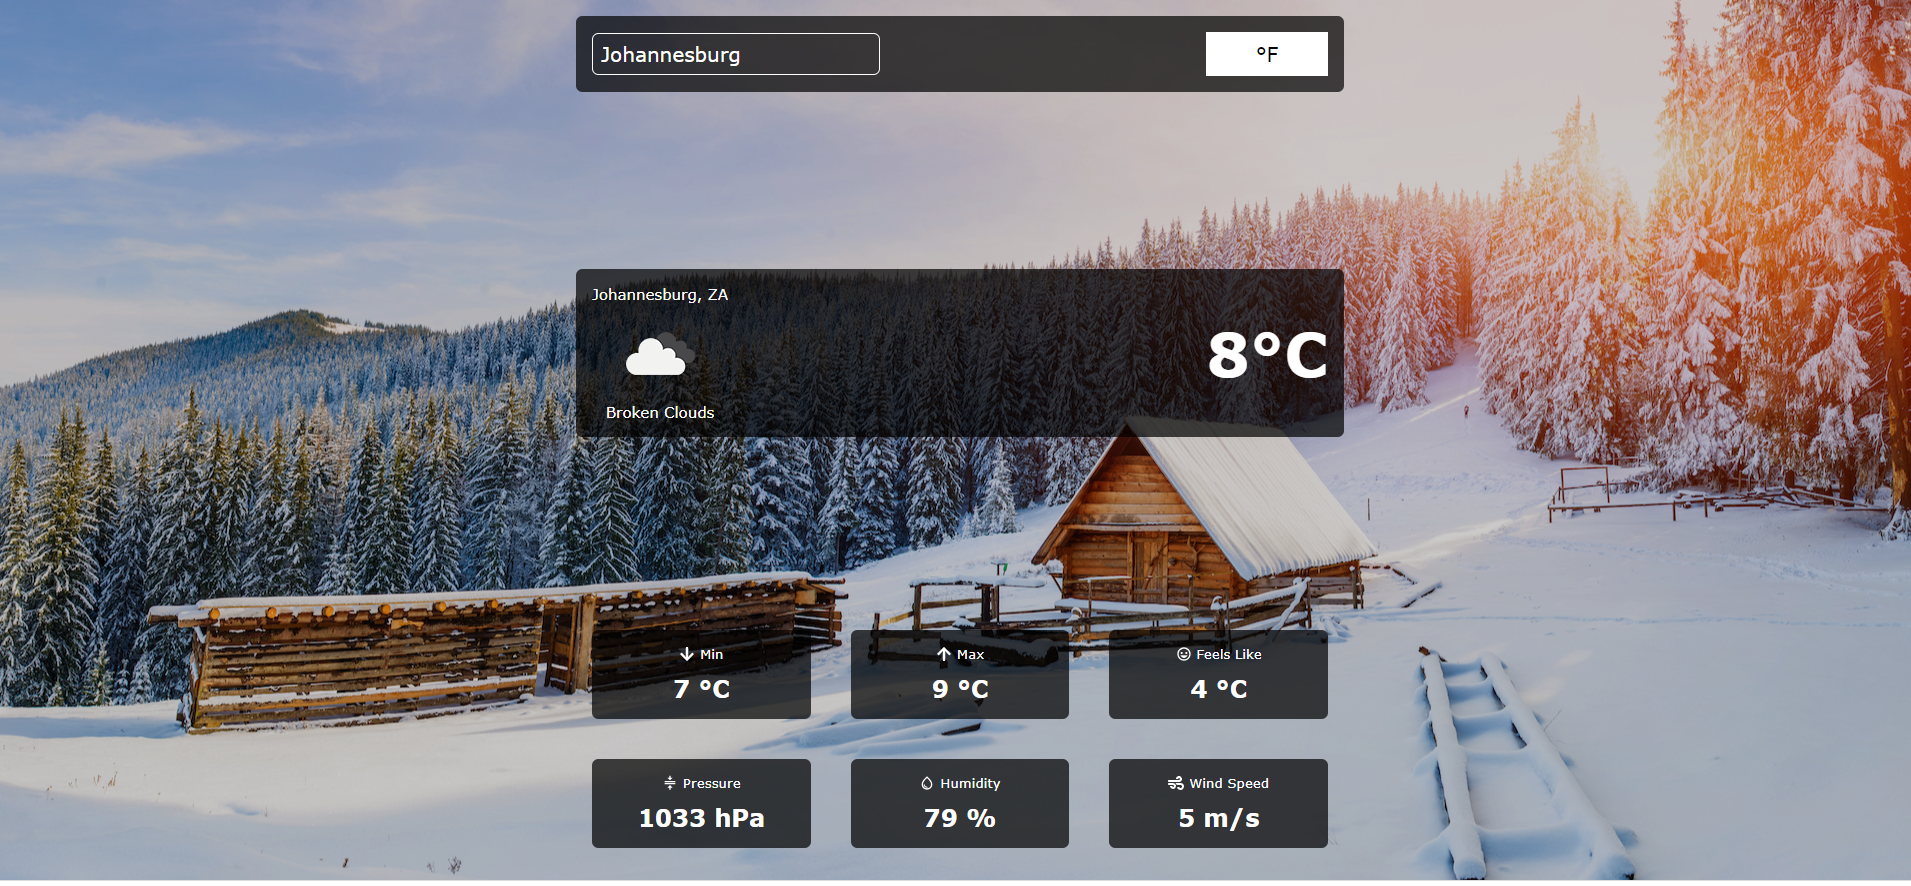 Johannesburg
°F
Johannesburg, ZA
8°C
Broken Clouds
Min
7 °C
Max
9 °C
Feels Like
4 °C
Pressure
1033 hPa
Humidity
79 %
Wind Speed
5 m/s